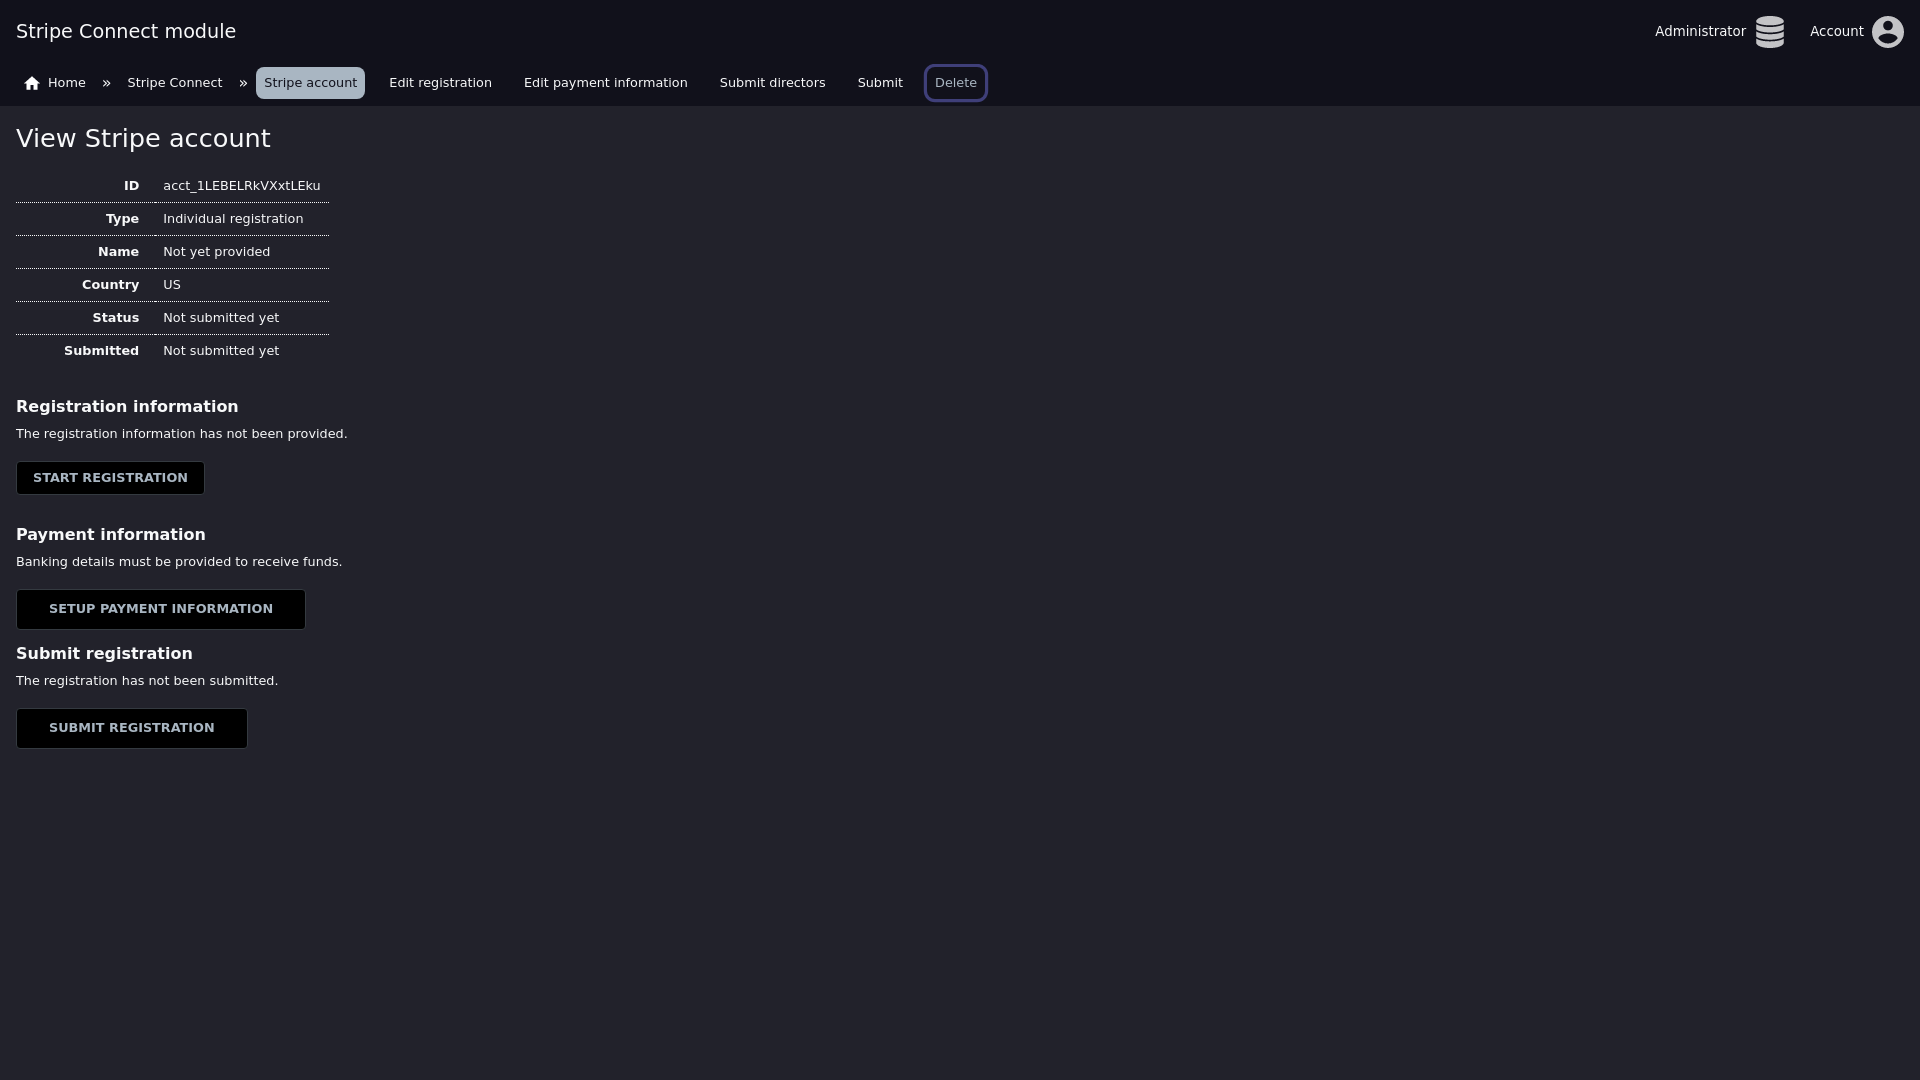 Stripe Connect module
Administrator
Account
Home » Stripe Connect » Stripe account Edit registration Edit payment information Submit directors Submit Delete
View Stripe account
ID acct_1LEBELRkVXxtLEku
Type Individual registration
Name Not yet provided
Country US
Status Not submitted yet
Submitted Not submitted yet
Registration information
The registration information has not been provided.
START REGISTRATION
Payment information
Banking details must be provided to receive funds.
SETUP PAYMENT INFORMATION
Submit registration
The registration has not been submitted.
SUBMIT REGISTRATION